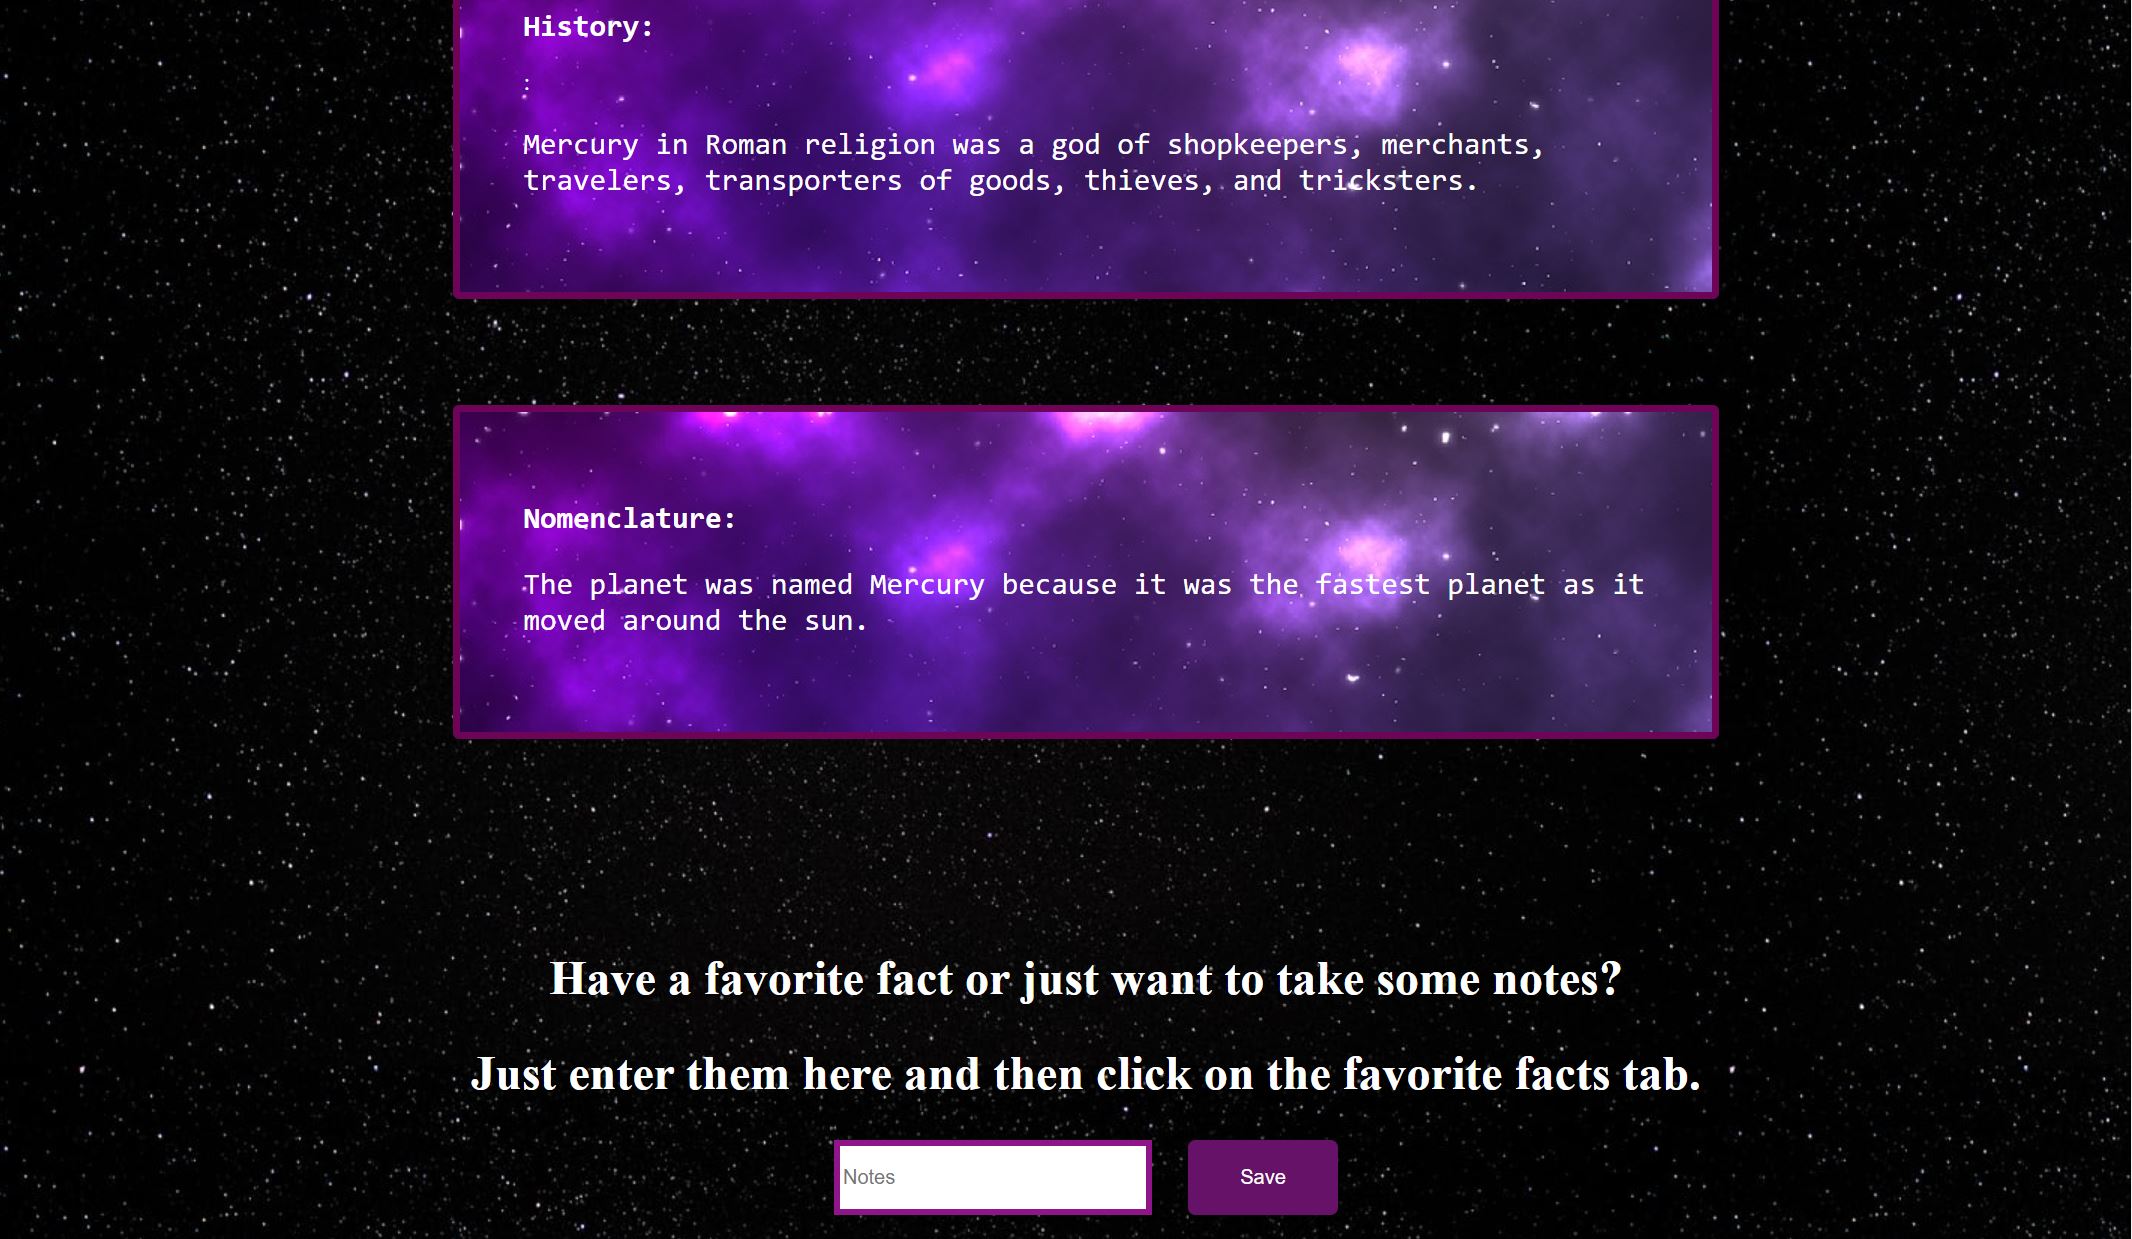 History:
:
Mercury in Roman religion was a god of shopkeepers, merchants,
travelers, transporters of goods, thieves, and tricksters.
Nomenclature:
The planet was named Mercury because it was the fastest planet as it
moved around the sun.
Have a favorite fact or just want to take some notes?
Just enter them here and then click on the favorite facts tab.
Notes
Save